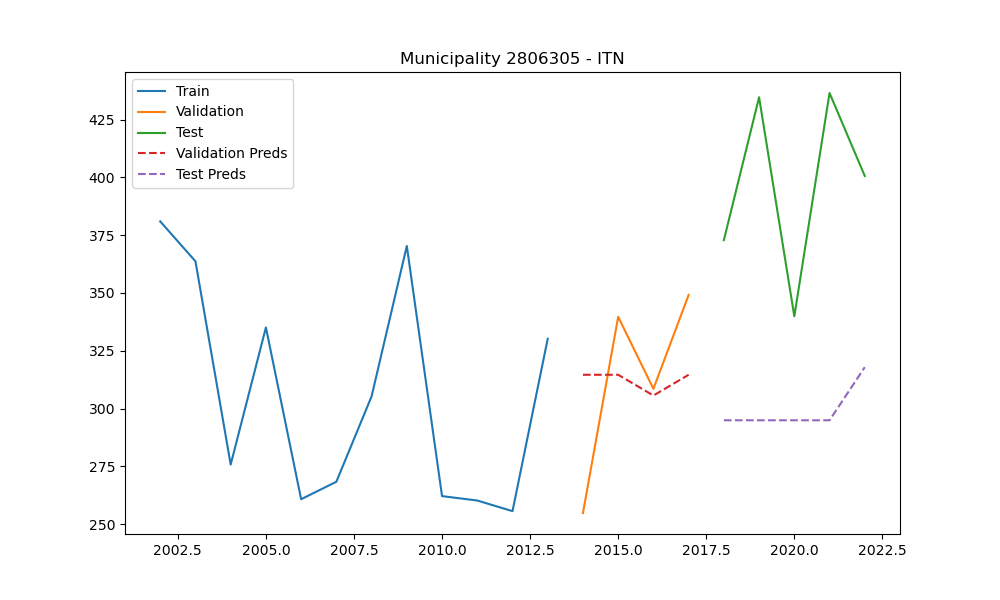 Municipality 2806305 - ITN
Train
Validation
Test
Validation Preds
Test Preds
425
400
375
350
325
300
275
250
2002.5 2005.0 2007.5 2010.0 2012.5 2015.0 2017.5 2020.0 2022.5